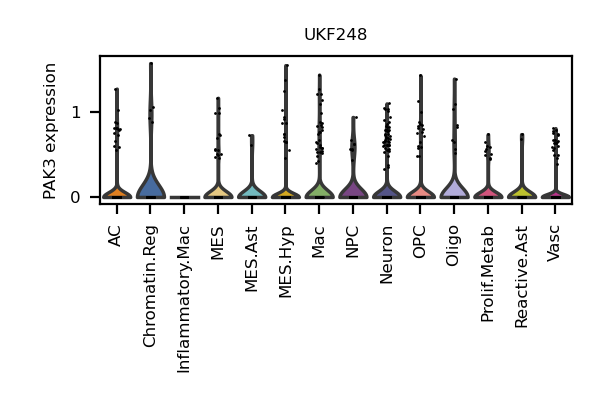 UKF248
PAK3 expression
1
0
AC
Chromatin.Reg
Inflammatory.Mac
MES
MES.Ast
MES.Hyp
Mac
NPC
Neuron
OPC
Oligo
Prolif.Metab
Reactive.Ast
Vasc